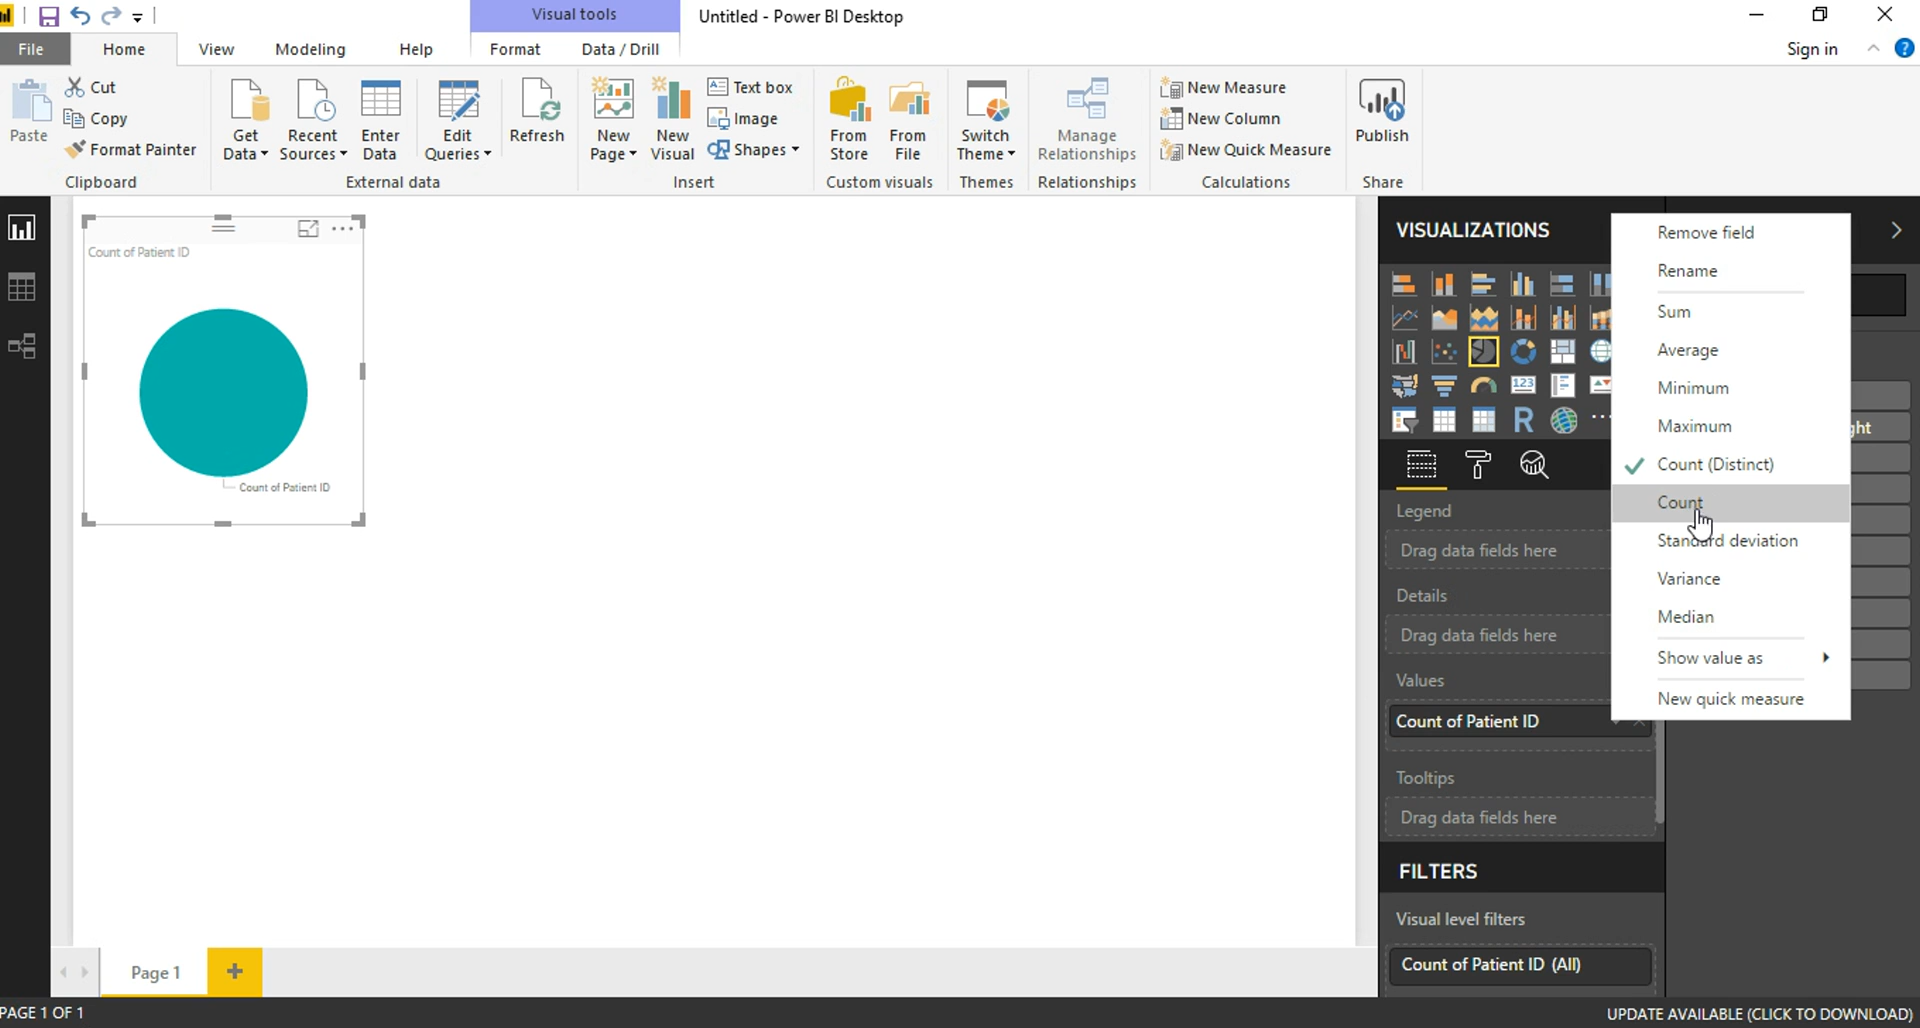 Visual tools
Untitled - Power BI Desktop
File
Home
View
Modeling
Help
Format
Data / Drill
Sign in
?
Paste
Cut
Copy
Format Painter
Clipboard
Get Data
Recent Sources
Enter Data
Edit Queries
Refresh
External data
New Page
New Visual
Text box
Image
Shapes
Insert
From Store
From File
Custom visuals
Switch Theme
Themes
Manage Relationships
Relationships
New Measure
New Column
New Quick Measure
Calculations
Publish
Share
Count of Patient ID
Count of Patient ID
VISUALIZATIONS
123
R
Legend
Drag data fields here
Details
Drag data fields here
Values
Count of Patient ID
Tooltips
Drag data fields here
FILTERS
Visual level filters
Count of Patient ID (All)
Remove field
Rename
Sum
Average
Minimum
Maximum
Count (Distinct)
Count
Standard deviation
Variance
Median
Show value as
New quick measure
ght
Page 1
+
PAGE 1 OF 1
UPDATE AVAILABLE (CLICK TO DOWNLOAD)